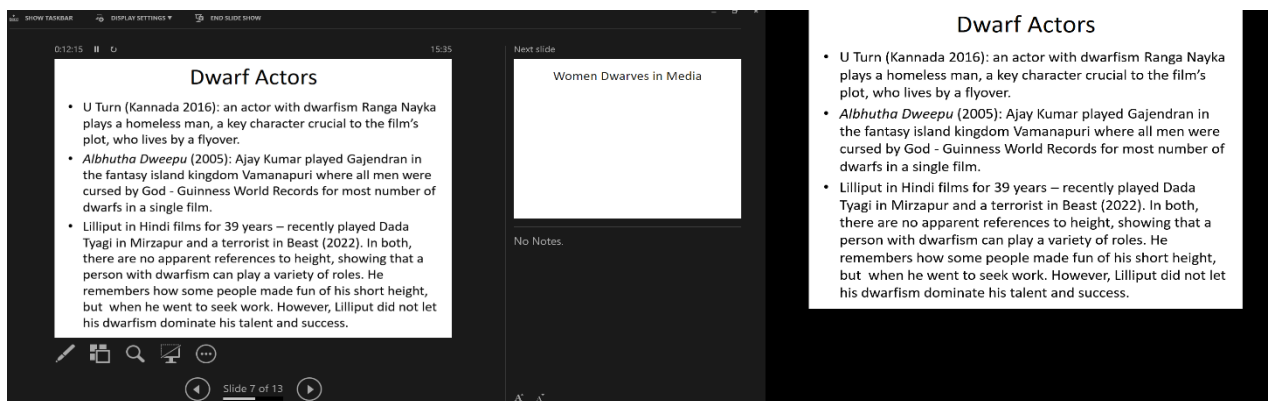 SHOW TASKBAR DISPLAY SETTINGS ▼ END SLIDE SHOW
0:12:15 15:35
Dwarf Actors
• U Turn (Kannada 2016): an actor with dwarfism Ranga Nayka
plays a homeless man, a key character crucial to the film's
plot, who lives by a flyover.
• Albhutha Dweepu (2005): Ajay Kumar played Gajendran in
the fantasy island kingdom Vamanapuri where all men were
cursed by God - Guinness World Records for most number of
dwarfs in a single film.
• Lilliput in Hindi films for 39 years – recently played Dada
Tyagi in Mirzapur and a terrorist in Beast (2022). In both,
there are no apparent references to height, showing that a
person with dwarfism can play a variety of roles. He
remembers how some people made fun of his short height,
but  when he went to seek work. However, Lilliput did not let
his dwarfism dominate his talent and success.
Slide 7 of 13
Next slide
Women Dwarves in Media
No Notes.
A A
Dwarf Actors
• U Turn (Kannada 2016): an actor with dwarfism Ranga Nayka
plays a homeless man, a key character crucial to the film's
plot, who lives by a flyover.
• Albhutha Dweepu (2005): Ajay Kumar played Gajendran in
the fantasy island kingdom Vamanapuri where all men were
cursed by God - Guinness World Records for most number of
dwarfs in a single film.
• Lilliput in Hindi films for 39 years – recently played Dada
Tyagi in Mirzapur and a terrorist in Beast (2022). In both,
there are no apparent references to height, showing that a
person with dwarfism can play a variety of roles. He
remembers how some people made fun of his short height,
but  when he went to seek work. However, Lilliput did not let
his dwarfism dominate his talent and success.